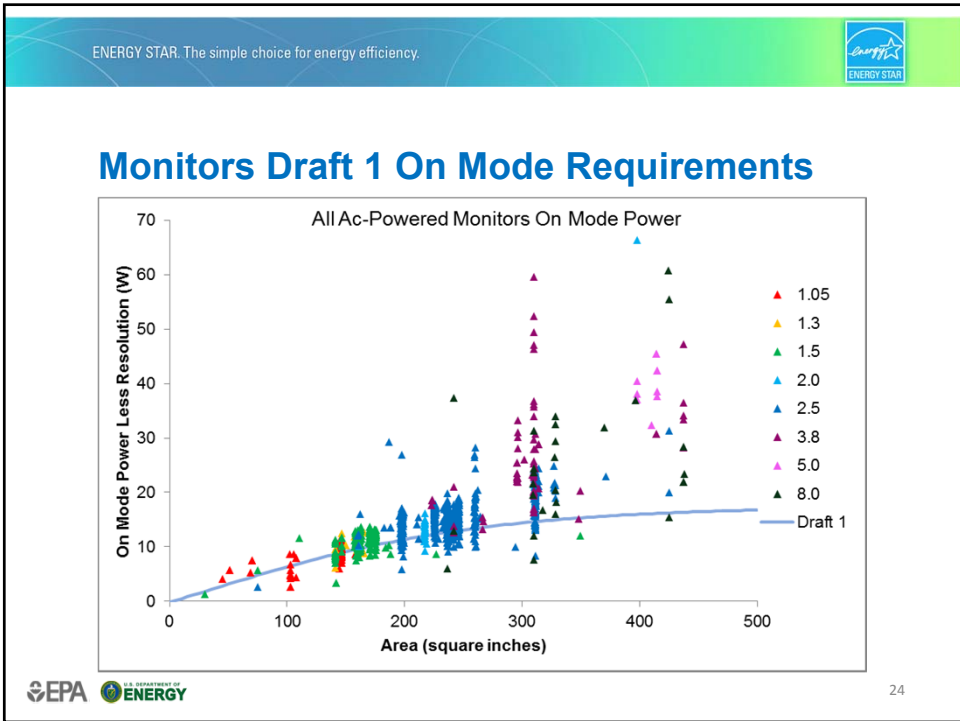 ENERGY STAR. The simple choice for energy efficiency.
energy
ENERGY STAR
Monitors Draft 1 On Mode Requirements
All Ac-Powered Monitors On Mode Power
On Mode Power Less Resolution (W)
70
60
50
40
30
20
10
0
0 100 200 300 400 500
Area (square inches)
1.05
1.3
1.5
2.0
2.5
3.8
5.0
8.0
Draft 1
EPA
U.S. DEPARTMENT OF
ENERGY
24